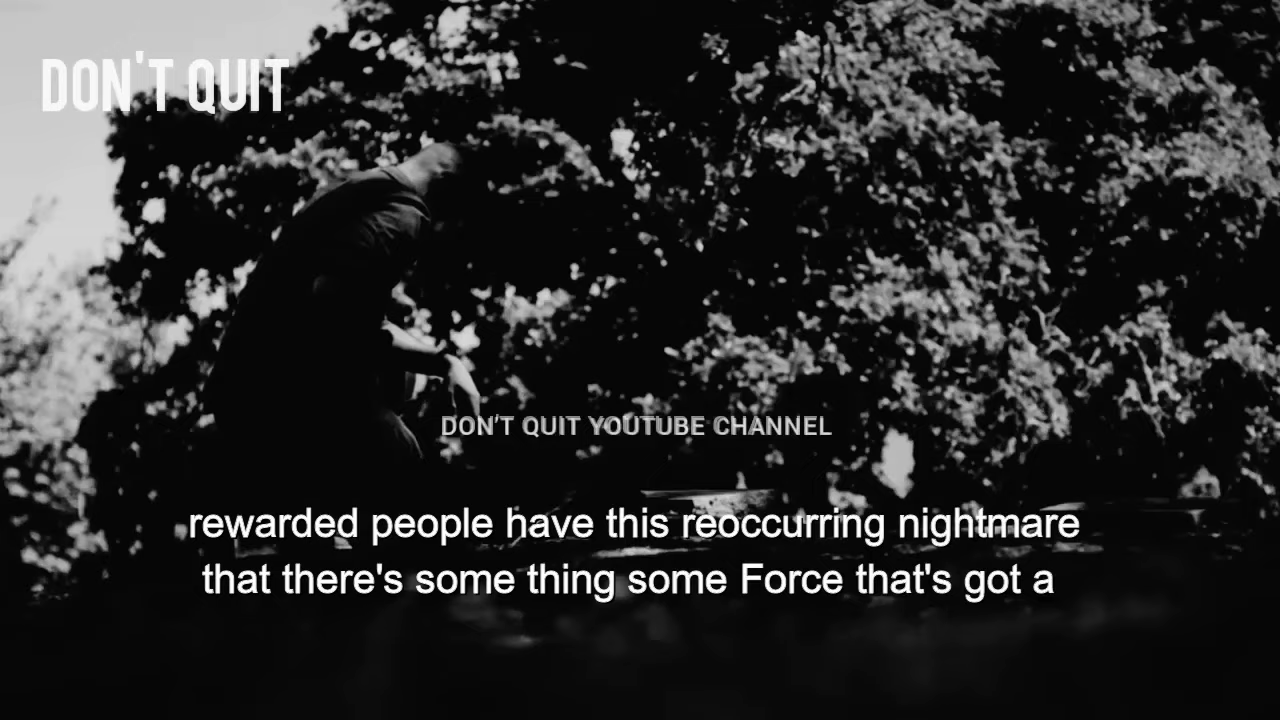 DON'T QUIT
DON'T QUIT YOUTUBE CHANNEL
rewarded people have this reoccurring nightmare
that there's some thing some Force that's got a